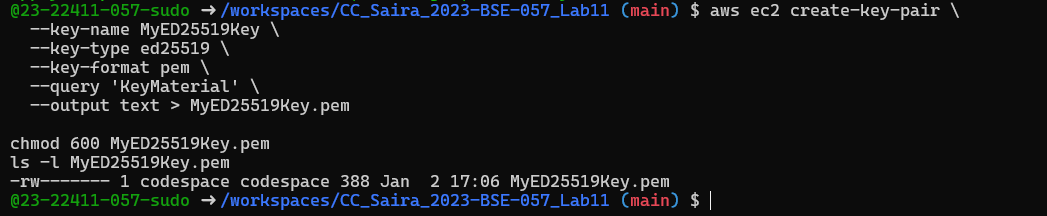 @23-22411-057-sudo ➜ /workspaces/CC_Saira_2023-BSE-057_Lab11 (main) $ aws ec2 create-key-pair \
  --key-name MyED25519Key \
  --key-type ed25519 \
  --key-format pem \
  --query 'KeyMaterial' \
  --output text > MyED25519Key.pem

chmod 600 MyED25519Key.pem
ls -l MyED25519Key.pem
-rw------- 1 codespace codespace 388 Jan  2 17:06 MyED25519Key.pem
@23-22411-057-sudo ➜ /workspaces/CC_Saira_2023-BSE-057_Lab11 (main) $